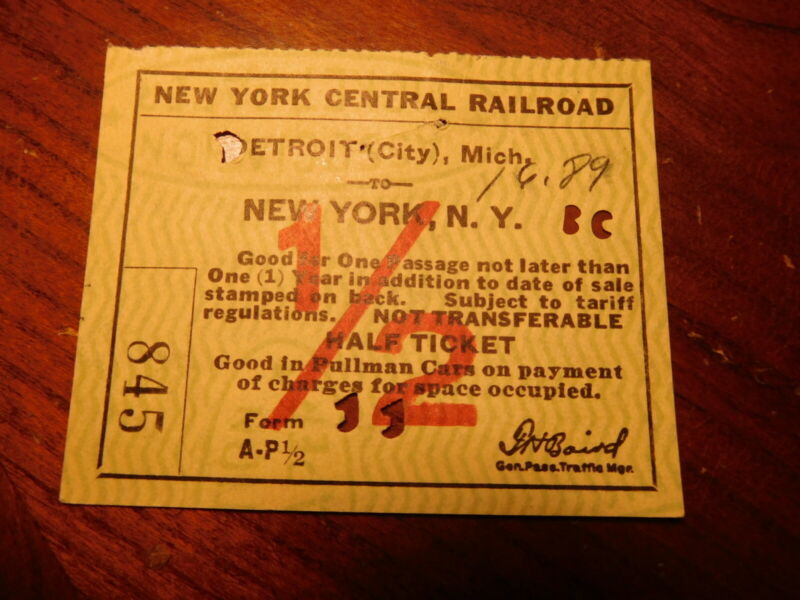 NEW YORK CENTRAL RAILROAD
DETROIT (City), Mich.
—TO—
16.89
NEW YORK, N. Y.
BC
1/2
Good for One Passage not later than
One (1) Year in addition to date of sale
stamped on back. Subject to tariff
regulations. NOT TRANSFERABLE
HALF TICKET
Good in Pullman Cars on payment
of charges for space occupied.
845
Form
A-P½
JHBaird
Gen.Pass.Traffic Mgr.